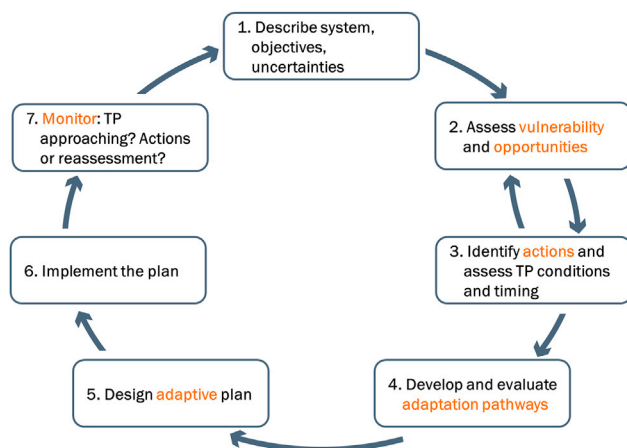 1. Describe system,
objectives,
uncertainties
2. Assess vulnerability
and opportunities
3. Identify actions and
assess TP conditions
and timing
4. Develop and evaluate
adaptation pathways
5. Design adaptive plan
6. Implement the plan
7. Monitor: TP
approaching? Actions
or reassessment?